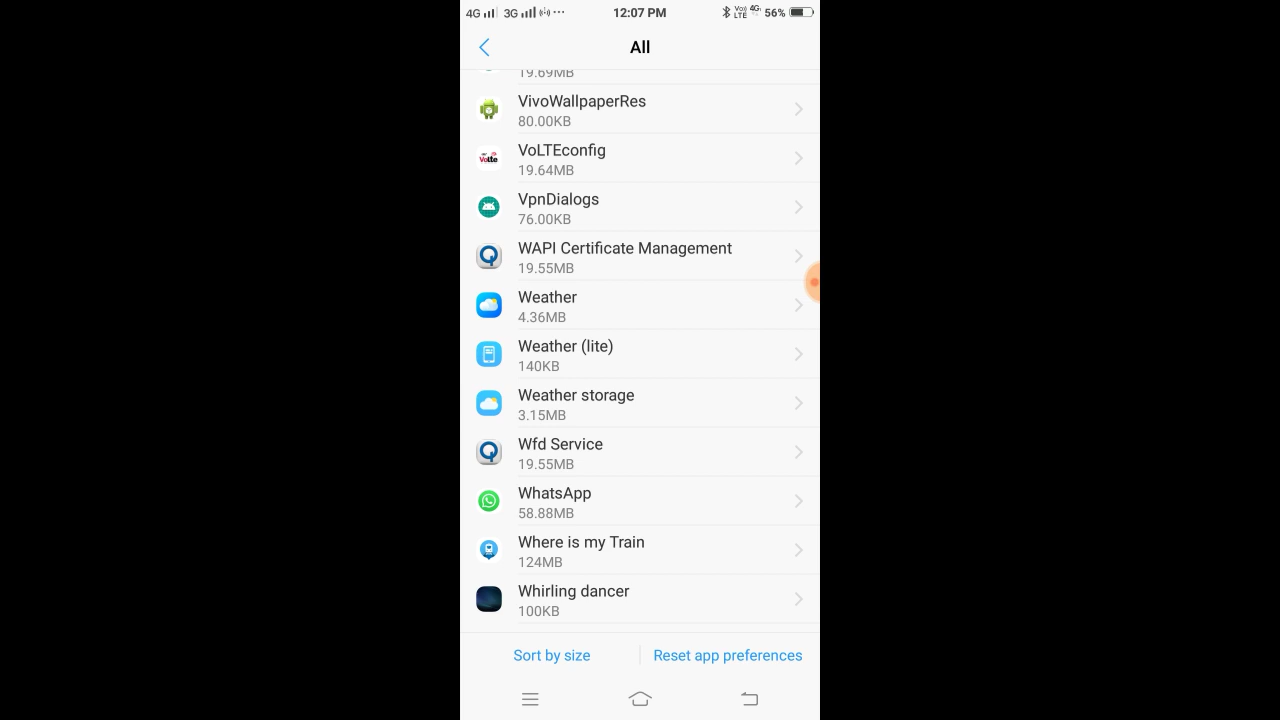 4G 3G ... 12:07 PM VoLTE 4G 56%
All
19.69MB
VivoWallpaperRes
80.00KB
VoLTEconfig
19.64MB
VpnDialogs
76.00KB
WAPI Certificate Management
19.55MB
Weather
4.36MB
Weather (lite)
140KB
Weather storage
3.15MB
Wfd Service
19.55MB
WhatsApp
58.88MB
Where is my Train
124MB
Whirling dancer
100KB
Sort by size Reset app preferences